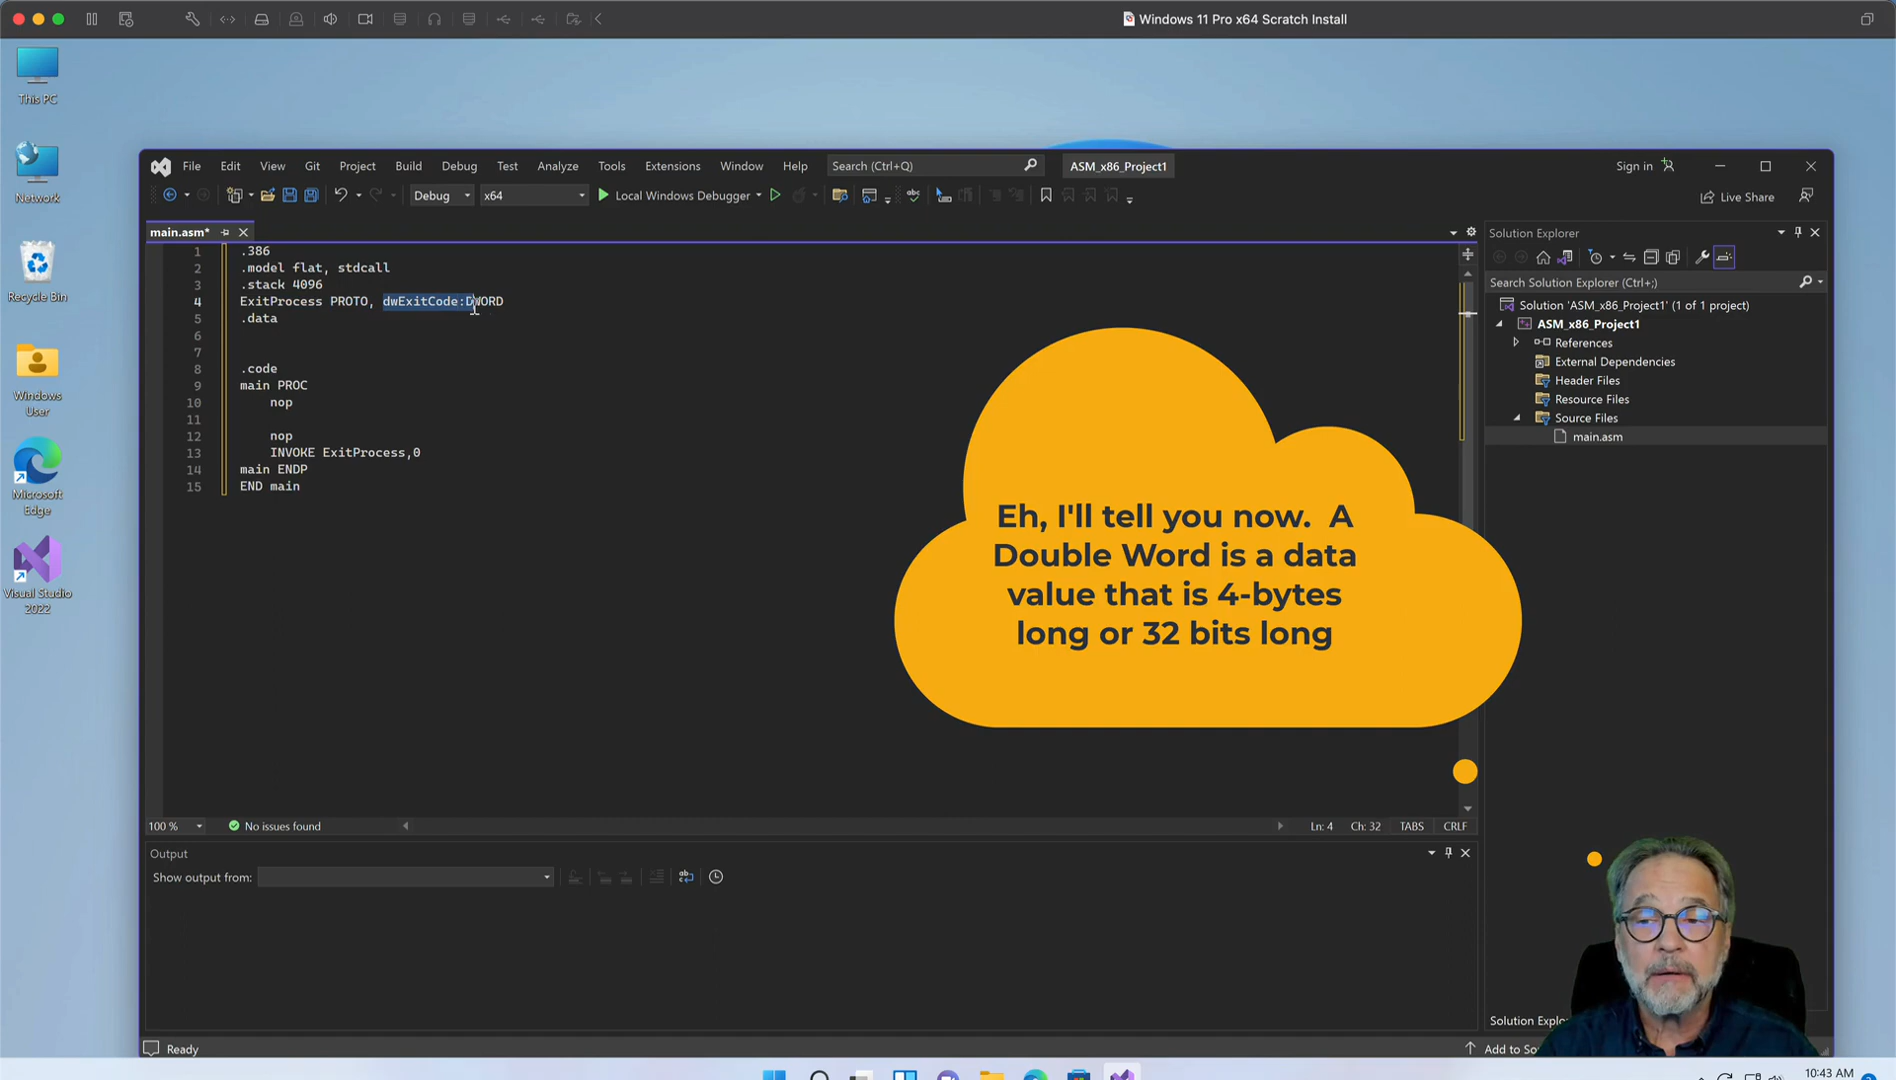 Windows 11 Pro x64 Scratch Install
This PC
Network
Recycle Bin
Windows
User
Microsoft
Edge
Visual Studio
2022
File Edit View Git Project Build Debug Test Analyze Tools Extensions Window Help Search (Ctrl+Q) ASM_x86_Project1 Sign in
Debug x64 Local Windows Debugger Live Share
main.asm*
1 .386
2 .model flat, stdcall
3 .stack 4096
4 ExitProcess PROTO, dwExitCode:DWORD
5 .data
6
7
8 .code
9 main PROC
10 nop
11
12 nop
13 INVOKE ExitProcess,0
14 main ENDP
15 END main
Eh, I'll tell you now. A
Double Word is a data
value that is 4-bytes
long or 32 bits long
Solution Explorer
Search Solution Explorer (Ctrl+;)
Solution 'ASM_x86_Project1' (1 of 1 project)
ASM_x86_Project1
References
External Dependencies
Header Files
Resource Files
Source Files
main.asm
100 % No issues found Ln: 4 Ch: 32 TABS CRLF
Output
Show output from:
Solution Explo
Ready
Add to So
10:43 AM